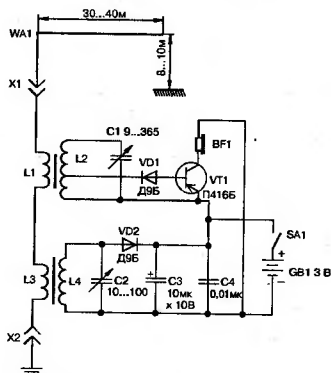 30...40м
WA1
8...10м
X1
C1 9...365
BF1
L2
VD1
L1
Д9Б
VT1
П416Б
SA1
VD2
+
L3
L4
Д9Б
C2
10...100
+
C3
10мк
х 10В
C4
0,01мк
GB1 3 В
−
X2